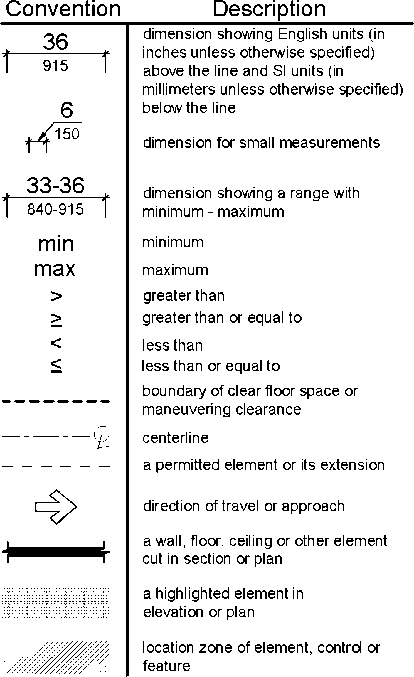 Convention Description
36
915
dimension showing English units (in
inches unless otherwise specified)
above the line and SI units (in
millimeters unless otherwise specified)
below the line
6
150
dimension for small measurements
33-36
840-915
dimension showing a range with
minimum - maximum
min minimum
max maximum
> greater than
≥ greater than or equal to
< less than
≤ less than or equal to
boundary of clear floor space or
maneuvering clearance
℄ centerline
a permitted element or its extension
direction of travel or approach
a wall, floor. ceiling or other element
cut in section or plan
a highlighted element in
elevation or plan
location zone of element, control or
feature